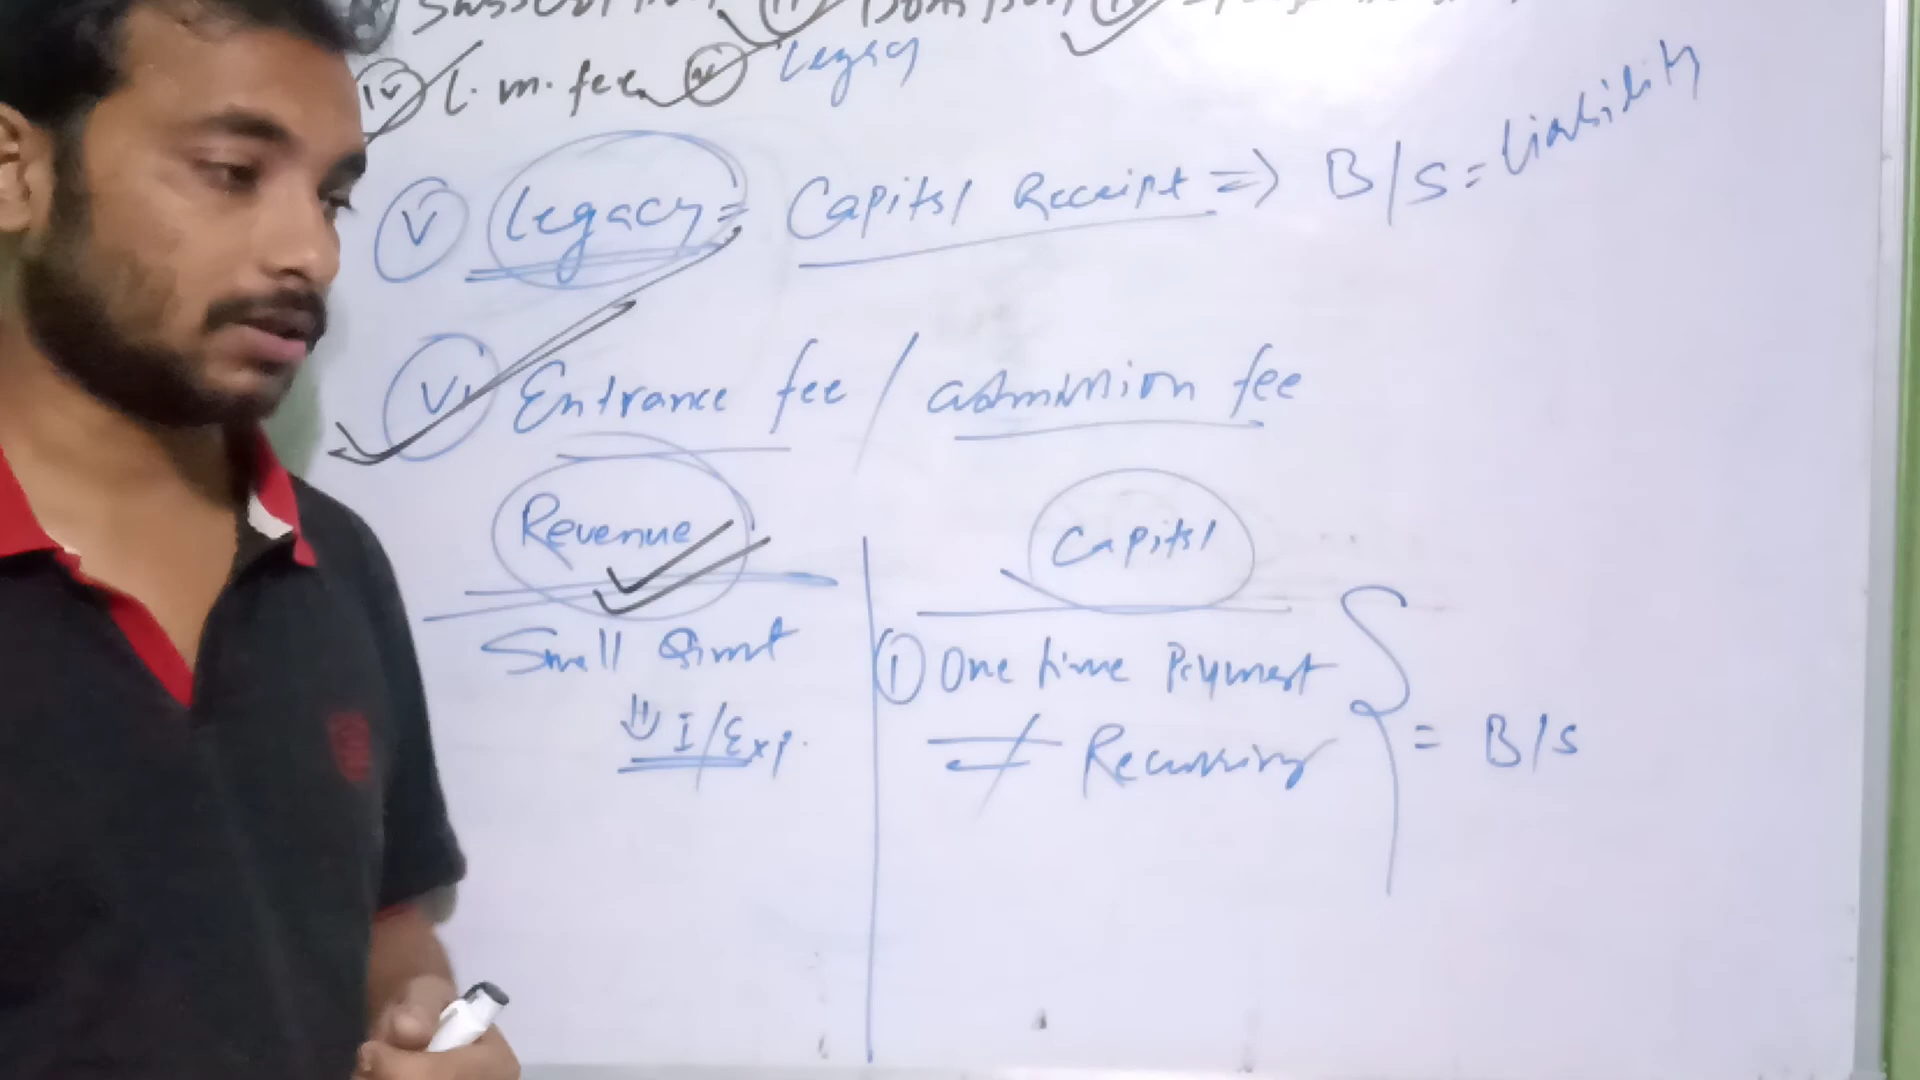 (iv) L.m. fee (v) Legacy
(v) Legacy = Capital Receipt => B/S = Liability
(vi) Entrance fee / admission fee
Revenue
Capital
Small Amt
① One time Payment
I/Exp.
≠ Recurring
= B/S